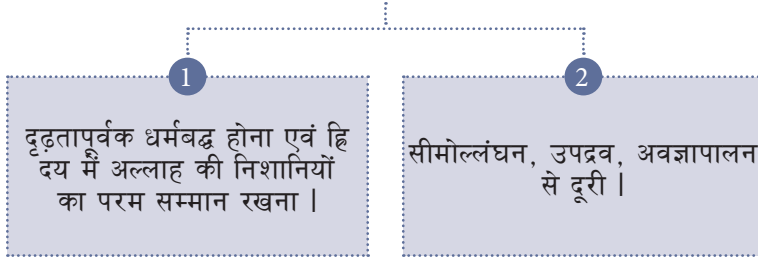 1
दृढ़तापूर्वक धर्मबद्ध होना एवं ह्रि
दय में अल्लाह की निशानियों
का परम सम्मान रखना |
2
सीमोल्लंघन, उपद्रव, अवज्ञापालन
से दूरी |